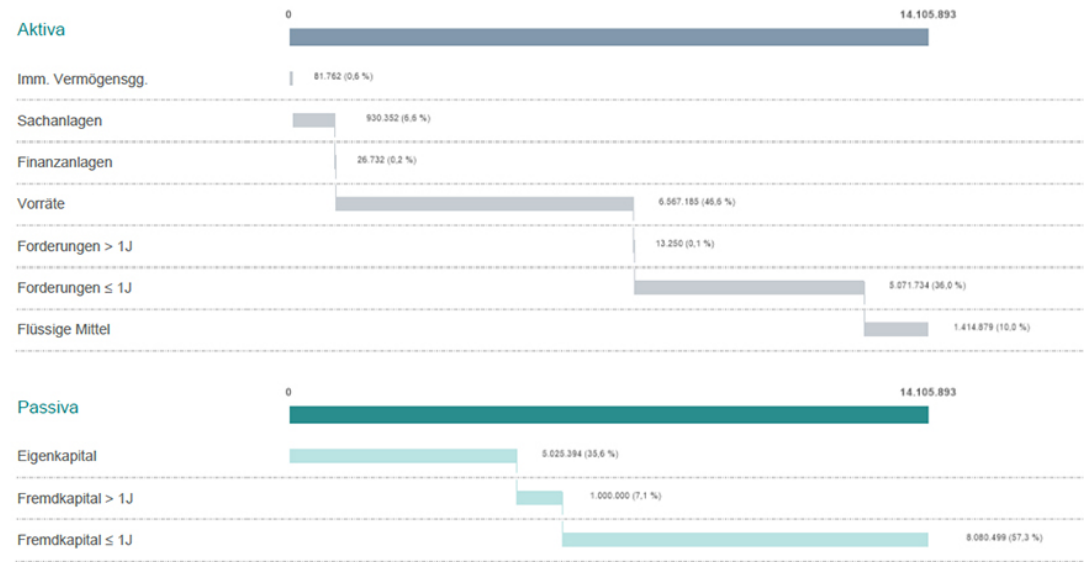 0 14.105.893
Aktiva
Imm. Vermögensgg. 81.762 (0,6 %)
Sachanlagen 930.352 (6,6 %)
Finanzanlagen 26.732 (0,2 %)
Vorräte 6.567.185 (46,6 %)
Forderungen > 1J 13.250 (0,1 %)
Forderungen ≤ 1J 5.071.734 (36,0 %)
Flüssige Mittel 1.414.879 (10,0 %)
0 14.105.893
Passiva
Eigenkapital 5.025.394 (35,6 %)
Fremdkapital > 1J 1.000.000 (7,1 %)
Fremdkapital ≤ 1J 8.080.499 (57,3 %)